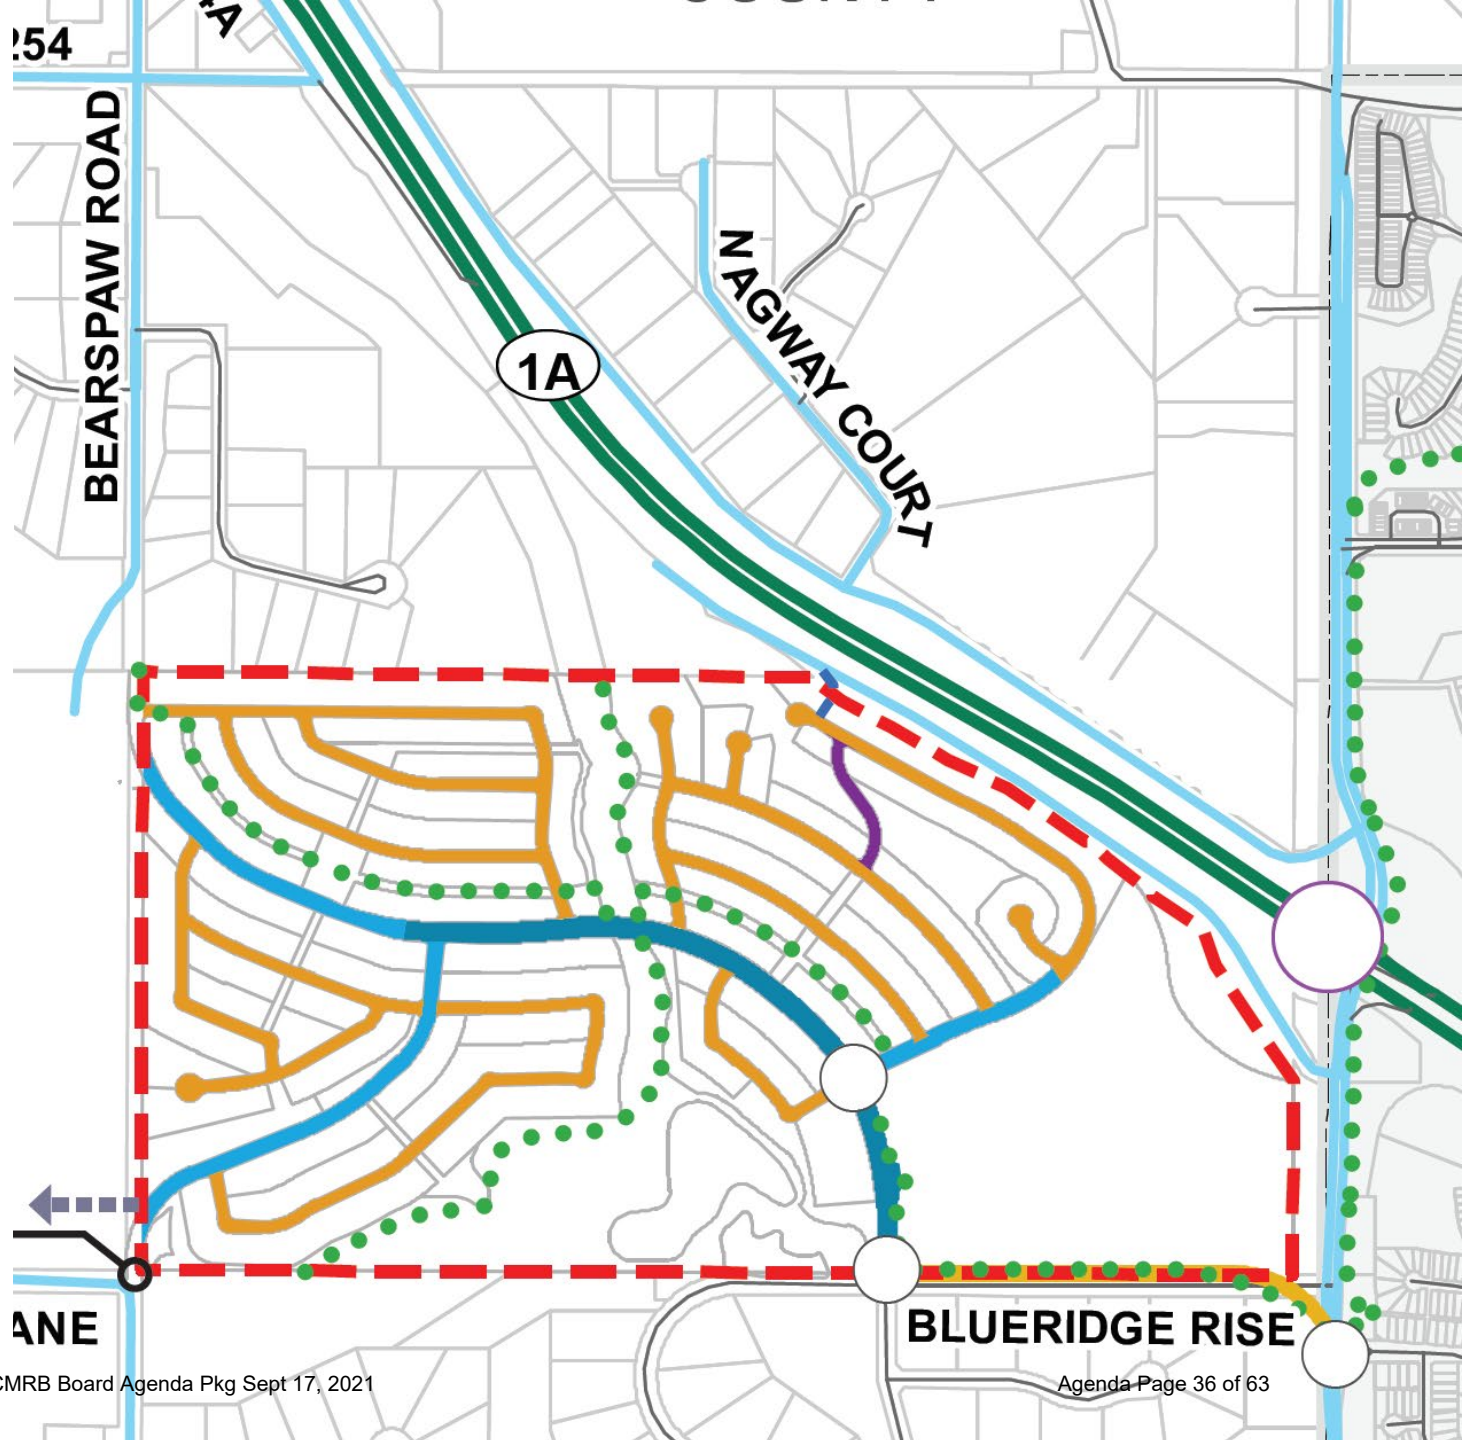 254
BEARSPAW ROAD
1A
NAGWAY COURT
BLUERIDGE RISE
ANE
CMRB Board Agenda Pkg Sept 17, 2021
Agenda Page 36 of 63